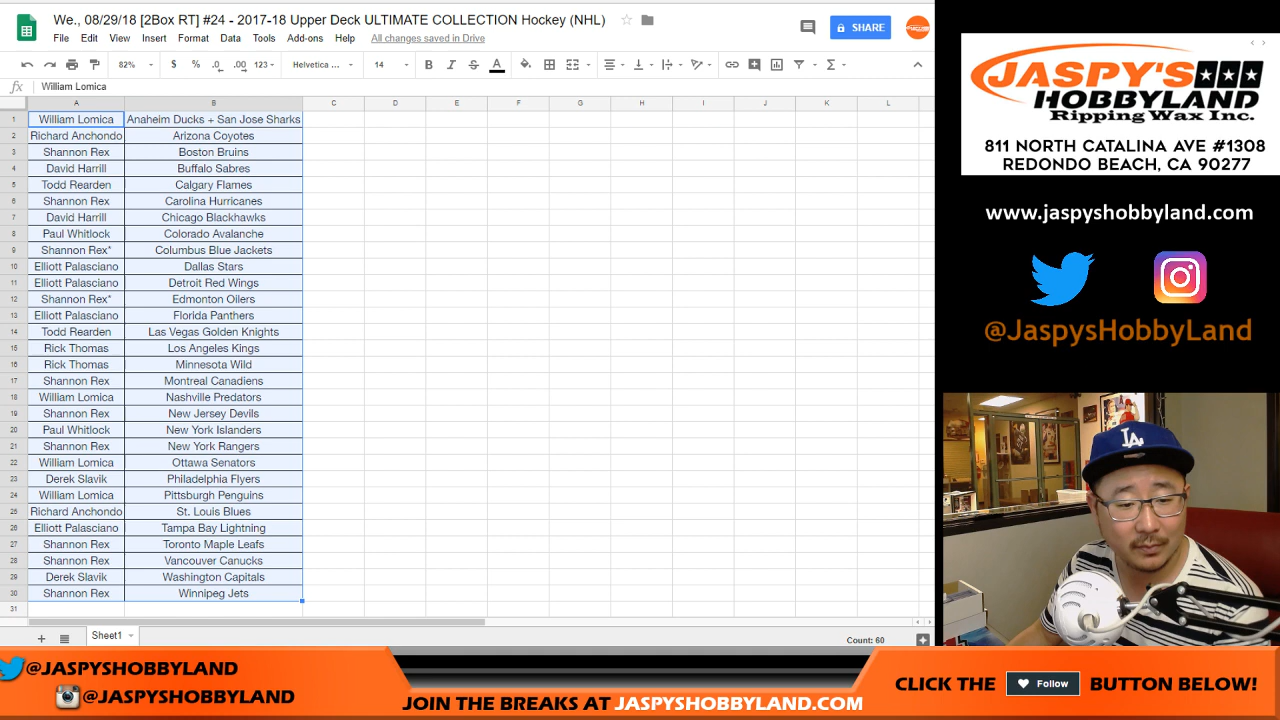 We., 08/29/18 [2Box RT] #24 - 2017-18 Upper Deck ULTIMATE COLLECTION Hockey (NHL)
File Edit View Insert Format Data Tools Add-ons Help All changes saved in Drive
SHARE
82% $ % .0 .00 123 Helvetica ... 14 B I S A
fx William Lomica
A B C D E F G H I J K L
1 William Lomica Anaheim Ducks + San Jose Sharks
2 Richard Anchondo Arizona Coyotes
3 Shannon Rex Boston Bruins
4 David Harrill Buffalo Sabres
5 Todd Rearden Calgary Flames
6 Shannon Rex Carolina Hurricanes
7 David Harrill Chicago Blackhawks
8 Paul Whitlock Colorado Avalanche
9 Shannon Rex* Columbus Blue Jackets
10 Elliott Palasciano Dallas Stars
11 Elliott Palasciano Detroit Red Wings
12 Shannon Rex* Edmonton Oilers
13 Elliott Palasciano Florida Panthers
14 Todd Rearden Las Vegas Golden Knights
15 Rick Thomas Los Angeles Kings
16 Rick Thomas Minnesota Wild
17 Shannon Rex Montreal Canadiens
18 William Lomica Nashville Predators
19 Shannon Rex New Jersey Devils
20 Paul Whitlock New York Islanders
21 Shannon Rex New York Rangers
22 William Lomica Ottawa Senators
23 Derek Slavik Philadelphia Flyers
24 William Lomica Pittsburgh Penguins
25 Richard Anchondo St. Louis Blues
26 Elliott Palasciano Tampa Bay Lightning
27 Shannon Rex Toronto Maple Leafs
28 Shannon Rex Vancouver Canucks
29 Derek Slavik Washington Capitals
30 Shannon Rex Winnipeg Jets
31
Sheet1
Count: 60
JASPY'S
HOBBYLAND
Ripping Wax Inc.
811 NORTH CATALINA AVE #1308
REDONDO BEACH, CA 90277
www.jaspyshobbyland.com
@JaspysHobbyLand
LA
@JASPYSHOBBYLAND
@JASPYSHOBBYLAND
JOIN THE BREAKS AT JASPYSHOBBYLAND.COM
CLICK THE Follow BUTTON BELOW!